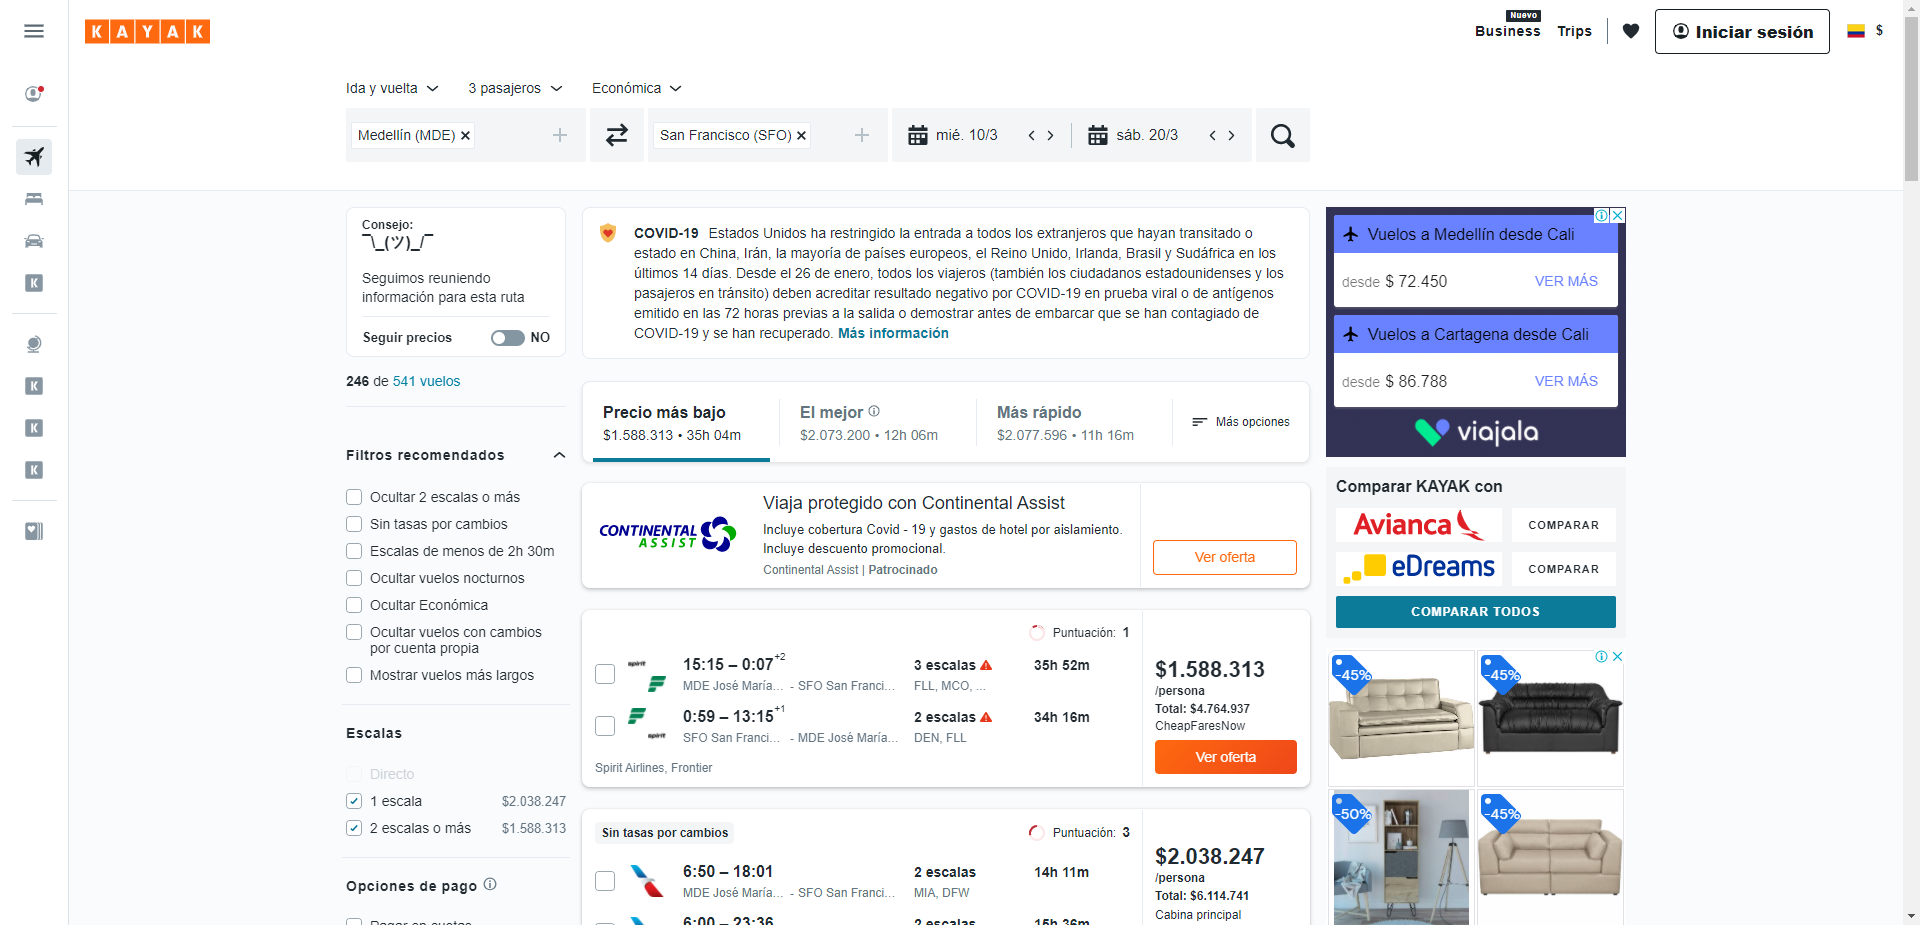 KAYAK
Nuevo
Business
Trips
Iniciar sesión
$
Ida y vuelta
3 pasajeros
Económica
Medellín (MDE)
San Francisco (SFO)
mié. 10/3
sáb. 20/3
Consejo:
¯\_(ツ)_/¯
Seguimos reuniendo
información para esta ruta
Seguir precios
NO
246 de 541 vuelos
Filtros recomendados
Ocultar 2 escalas o más
Sin tasas por cambios
Escalas de menos de 2h 30m
Ocultar vuelos nocturnos
Ocultar Económica
Ocultar vuelos con cambios
por cuenta propia
Mostrar vuelos más largos
Escalas
Directo
1 escala $2.038.247
2 escalas o más $1.588.313
Opciones de pago
Pagar en cuotas
COVID-19 Estados Unidos ha restringido la entrada a todos los extranjeros que hayan transitado o
estado en China, Irán, la mayoría de países europeos, el Reino Unido, Irlanda, Brasil y Sudáfrica en los
últimos 14 días. Desde el 26 de enero, todos los viajeros (también los ciudadanos estadounidenses y los
pasajeros en tránsito) deben acreditar resultado negativo por COVID-19 en prueba viral o de antígenos
emitido en las 72 horas previas a la salida o demostrar antes de embarcar que se han contagiado de
COVID-19 y se han recuperado. Más información
Precio más bajo
$1.588.313 • 35h 04m
El mejor
$2.073.200 • 12h 06m
Más rápido
$2.077.596 • 11h 16m
Más opciones
CONTINENTAL
ASSIST
Viaja protegido con Continental Assist
Incluye cobertura Covid - 19 y gastos de hotel por aislamiento.
Incluye descuento promocional.
Continental Assist | Patrocinado
Ver oferta
Puntuación: 1
spirit
15:15 – 0:07+2
MDE José María... - SFO San Franci...
3 escalas
FLL, MCO, ...
35h 52m
spirit
0:59 – 13:15+1
SFO San Franci... - MDE José María...
2 escalas
DEN, FLL
34h 16m
Spirit Airlines, Frontier
$1.588.313
/persona
Total: $4.764.937
CheapFaresNow
Ver oferta
Sin tasas por cambios
Puntuación: 3
6:50 – 18:01
MDE José María... - SFO San Franci...
2 escalas
MIA, DFW
14h 11m
6:00 – 23:36
2 escalas
15h 36m
$2.038.247
/persona
Total: $6.114.741
Cabina principal
Vuelos a Medellín desde Cali
desde $ 72.450
VER MÁS
Vuelos a Cartagena desde Cali
desde $ 86.788
VER MÁS
viajala
Comparar KAYAK con
Avianca
COMPARAR
eDreams
COMPARAR
COMPARAR TODOS
-45%
-45%
-50%
-45%